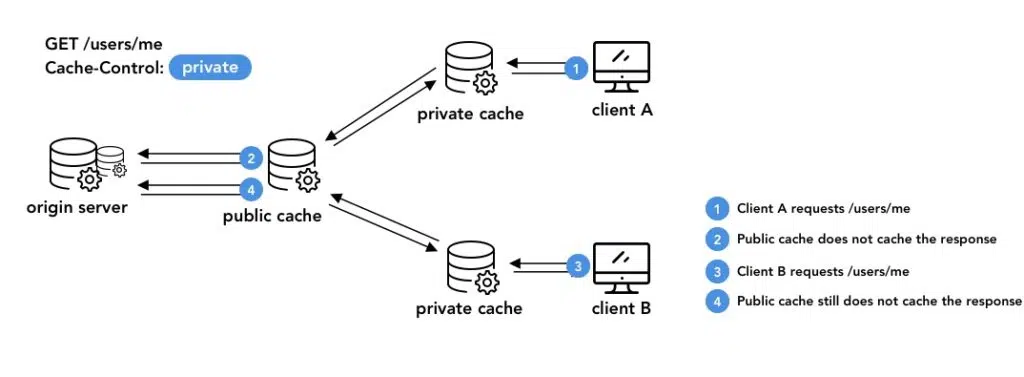 GET /users/me
Cache-Control: private
1
private cache
client A
2
4
origin server
public cache
3
private cache
client B
1 Client A requests /users/me
2 Public cache does not cache the response
3 Client B requests /users/me
4 Public cache still does not cache the response